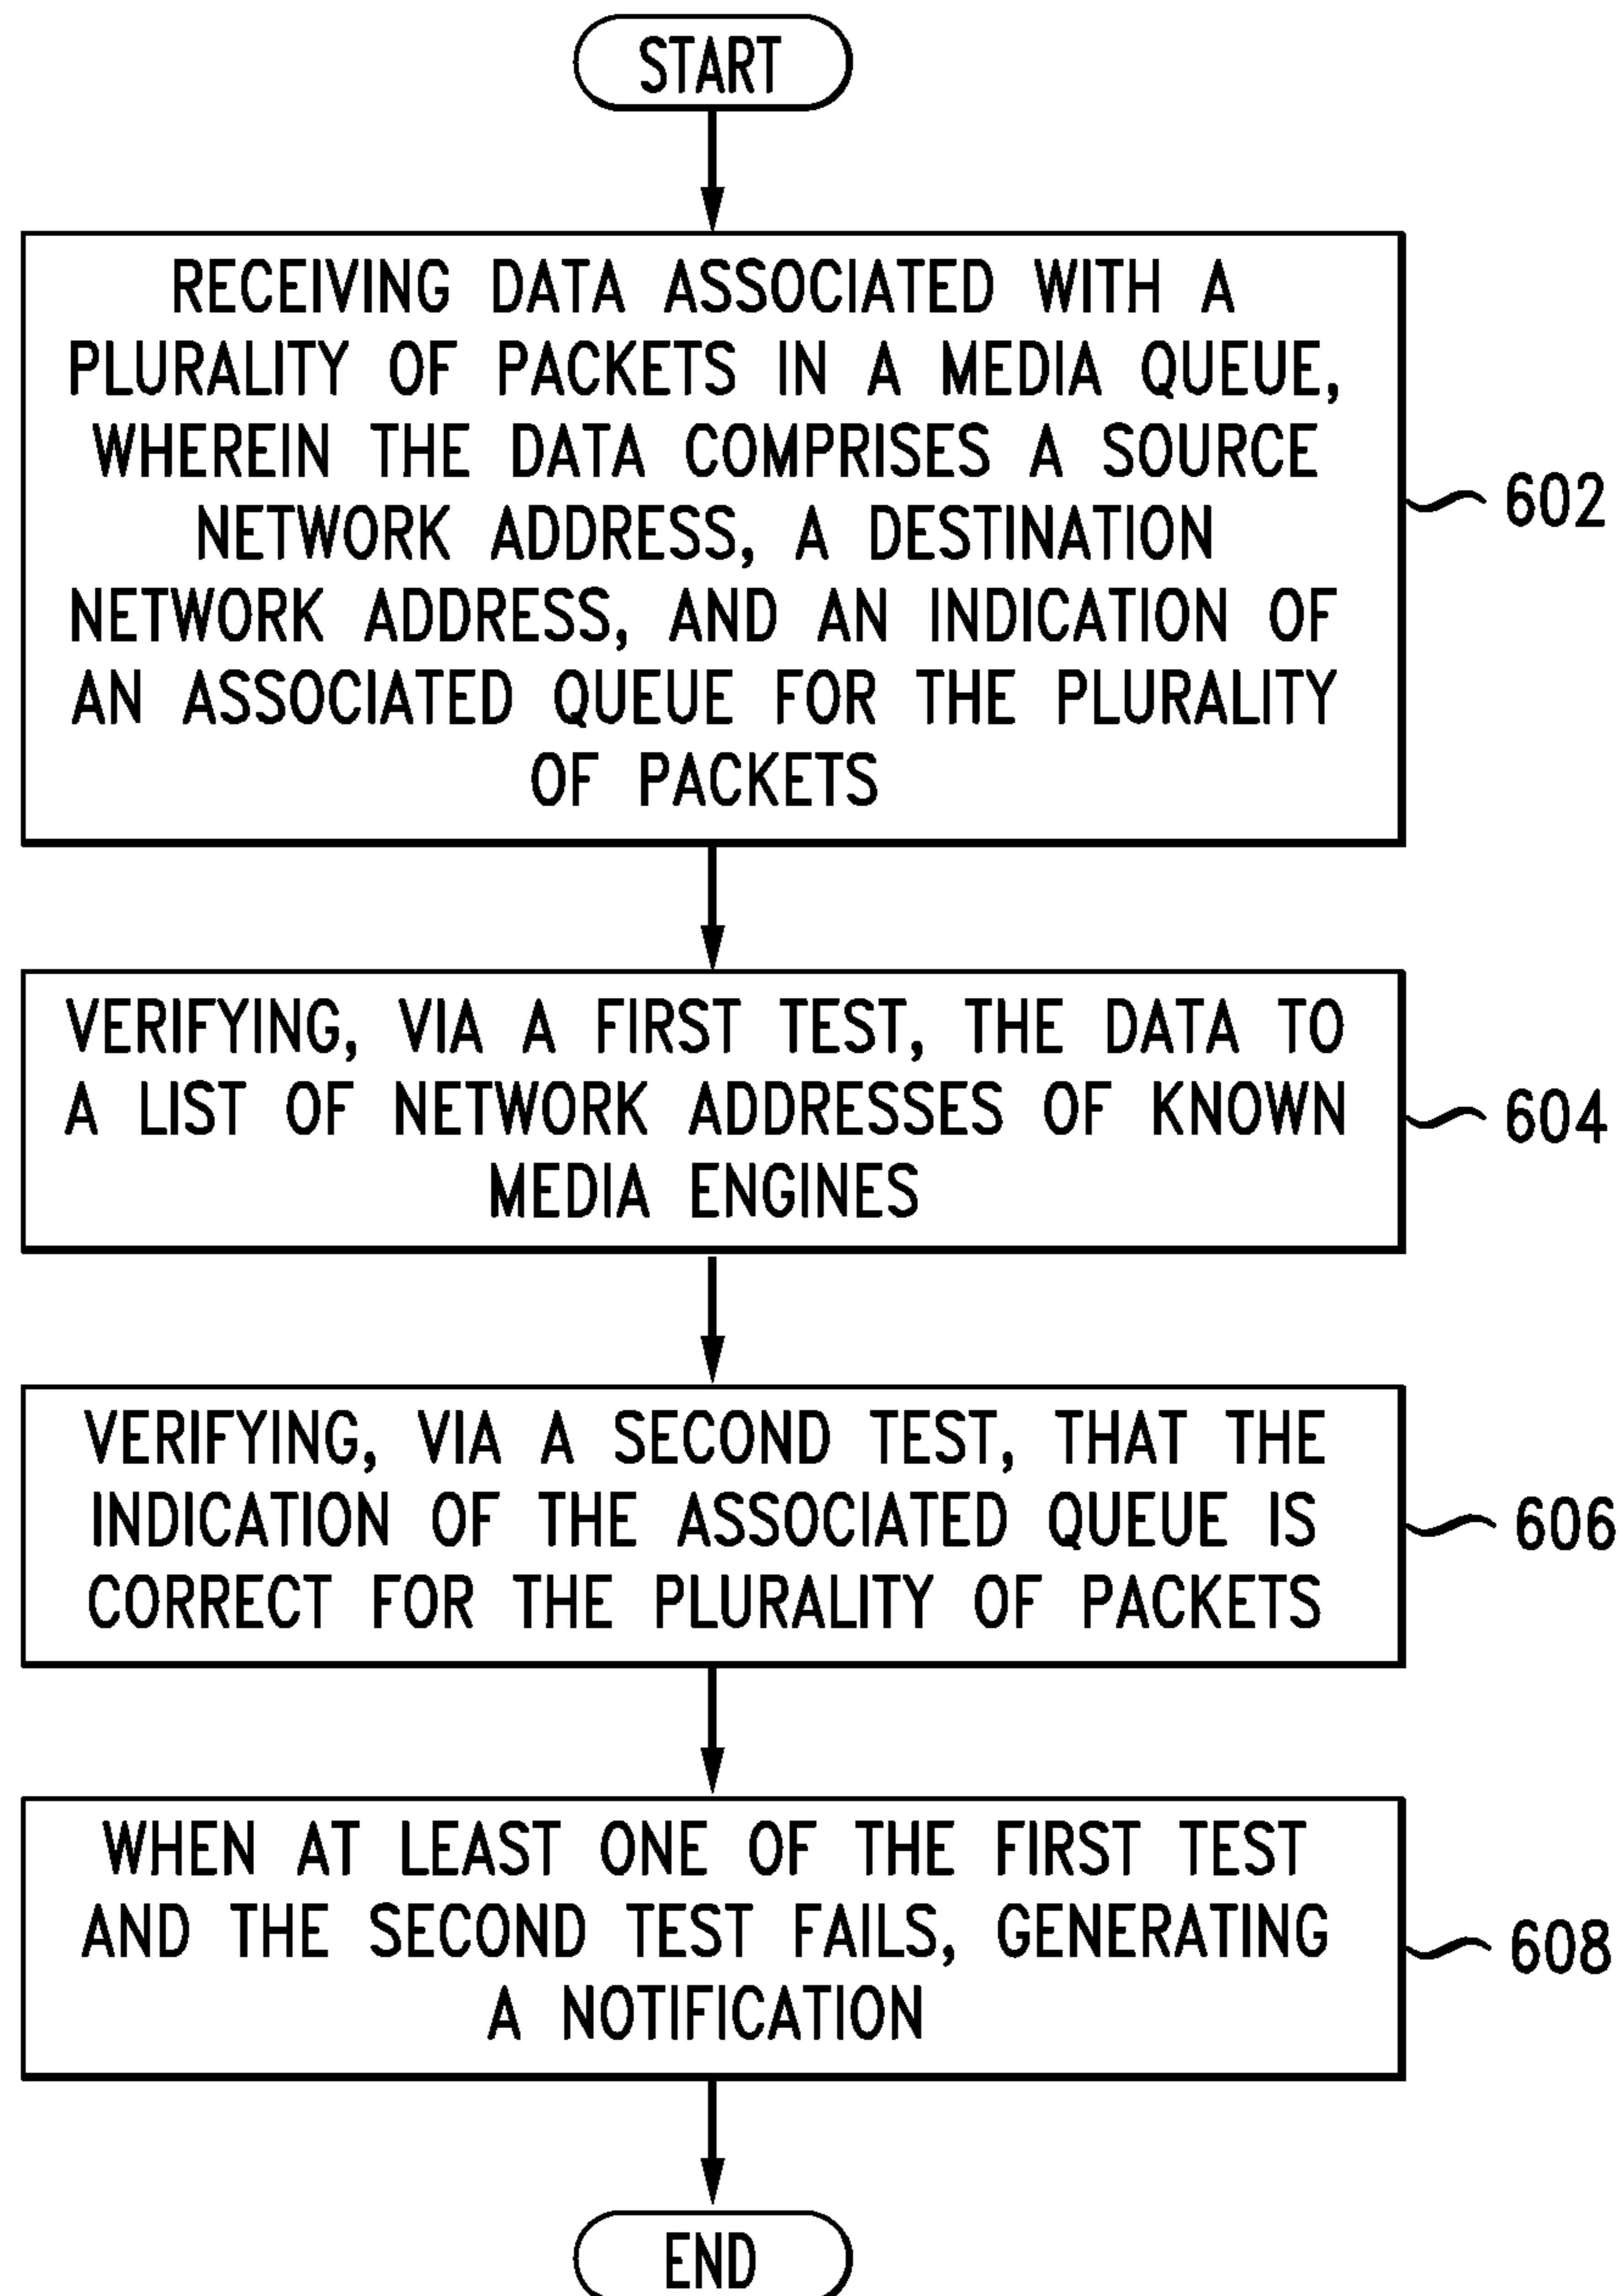 START
RECEIVING DATA ASSOCIATED WITH A
PLURALITY OF PACKETS IN A MEDIA QUEUE,
WHEREIN THE DATA COMPRISES A SOURCE
NETWORK ADDRESS, A DESTINATION
NETWORK ADDRESS, AND AN INDICATION OF
AN ASSOCIATED QUEUE FOR THE PLURALITY
OF PACKETS
602
VERIFYING, VIA A FIRST TEST, THE DATA TO
A LIST OF NETWORK ADDRESSES OF KNOWN
MEDIA ENGINES
604
VERIFYING, VIA A SECOND TEST, THAT THE
INDICATION OF THE ASSOCIATED QUEUE IS
CORRECT FOR THE PLURALITY OF PACKETS
606
WHEN AT LEAST ONE OF THE FIRST TEST
AND THE SECOND TEST FAILS, GENERATING
A NOTIFICATION
608
END